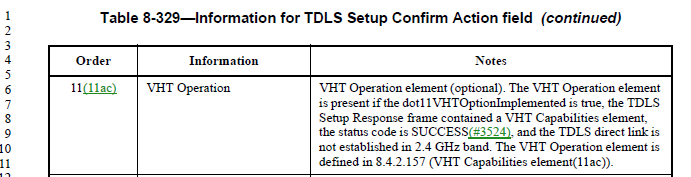 1
2
3
4
5
6
7
8
9
10
11
Table 8-329—Information for TDLS Setup Confirm Action field (continued)
Order Information Notes
11(11ac) VHT Operation VHT Operation element (optional). The VHT Operation element
is present if the dot11VHTOptionImplemented is true, the TDLS
Setup Response frame contained a VHT Capabilities element,
the status code is SUCCESS(#3524), and the TDLS direct link is
not established in 2.4 GHz band. The VHT Operation element is
defined in 8.4.2.157 (VHT Capabilities element(11ac)).